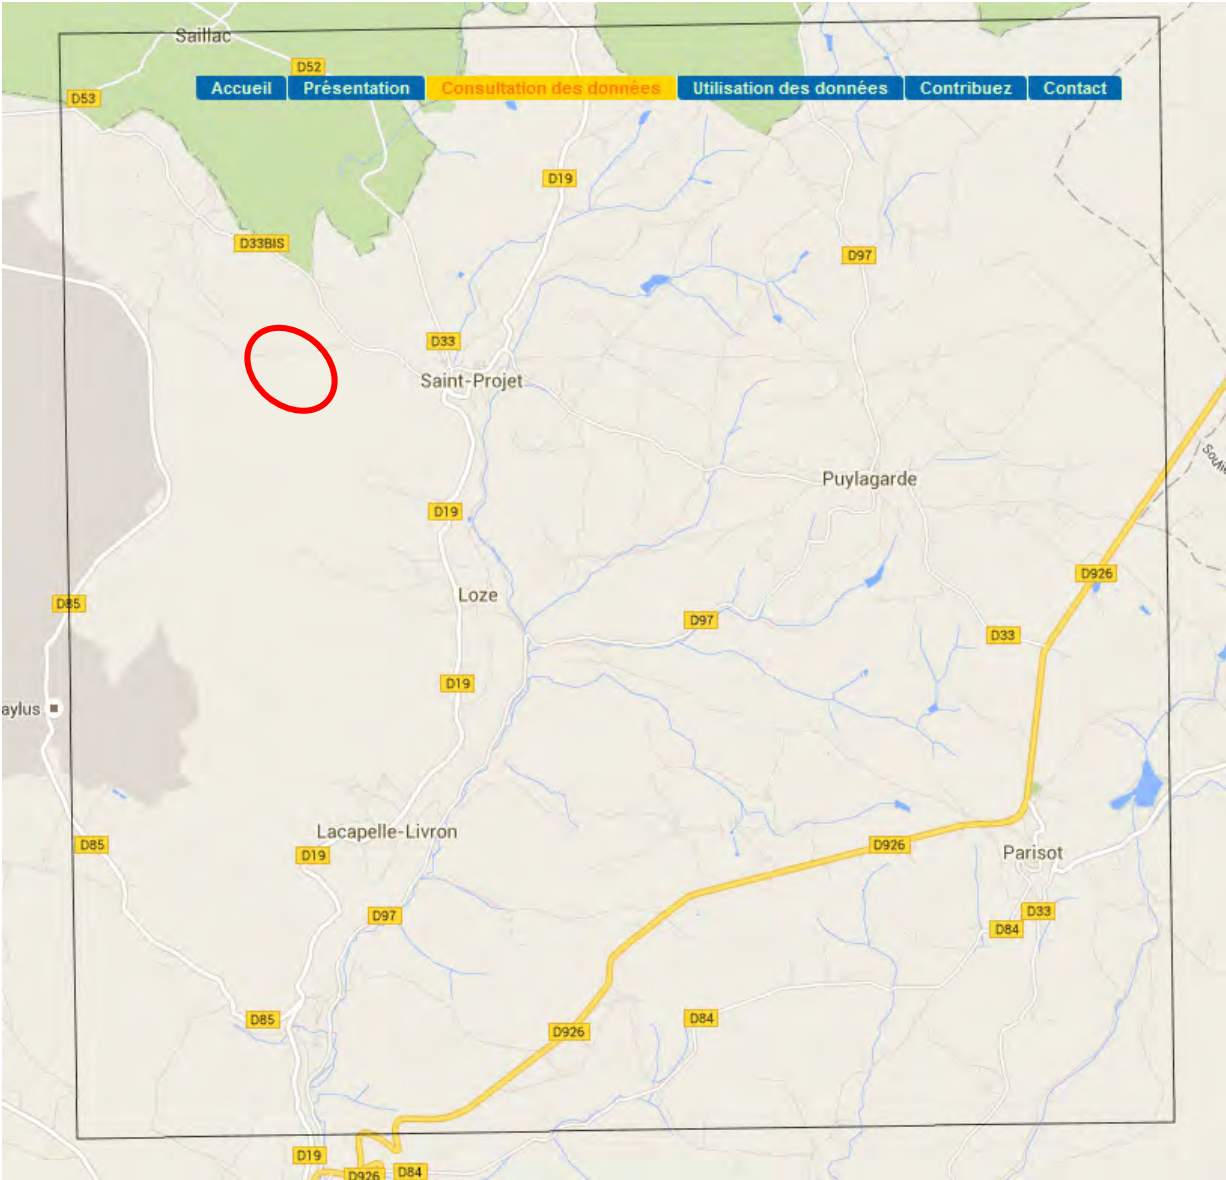 Saillac
D52
D53
Accueil Présentation Consultation des données Utilisation des données Contribuez Contact
D19
D33BIS
D97
D33
Saint-Projet
Puylagarde
D19
D926
Loze
D85
D97
D33
D19
aylus
Lacapelle-Livron
D85
D19
D926
Parisot
D97
D33
D84
D85
D84
D926
D19
D926
D84